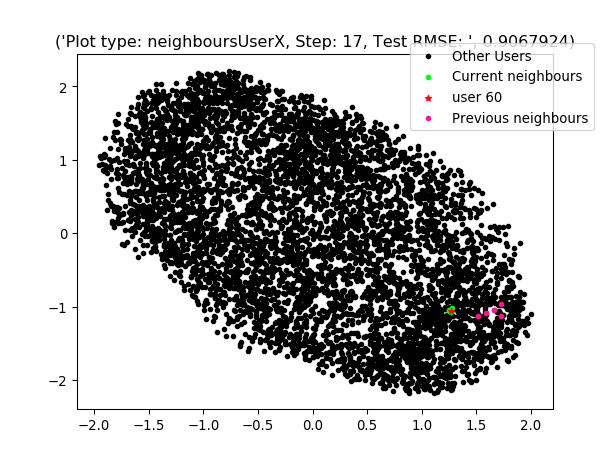 ('Plot type: neighboursUserX, Step: 17, Test RMSE: ', 0.9067924)
Other Users
Current neighbours
user 60
Previous neighbours
2
1
0
−1
−2
−2.0 −1.5 −1.0 −0.5 0.0 0.5 1.0 1.5 2.0